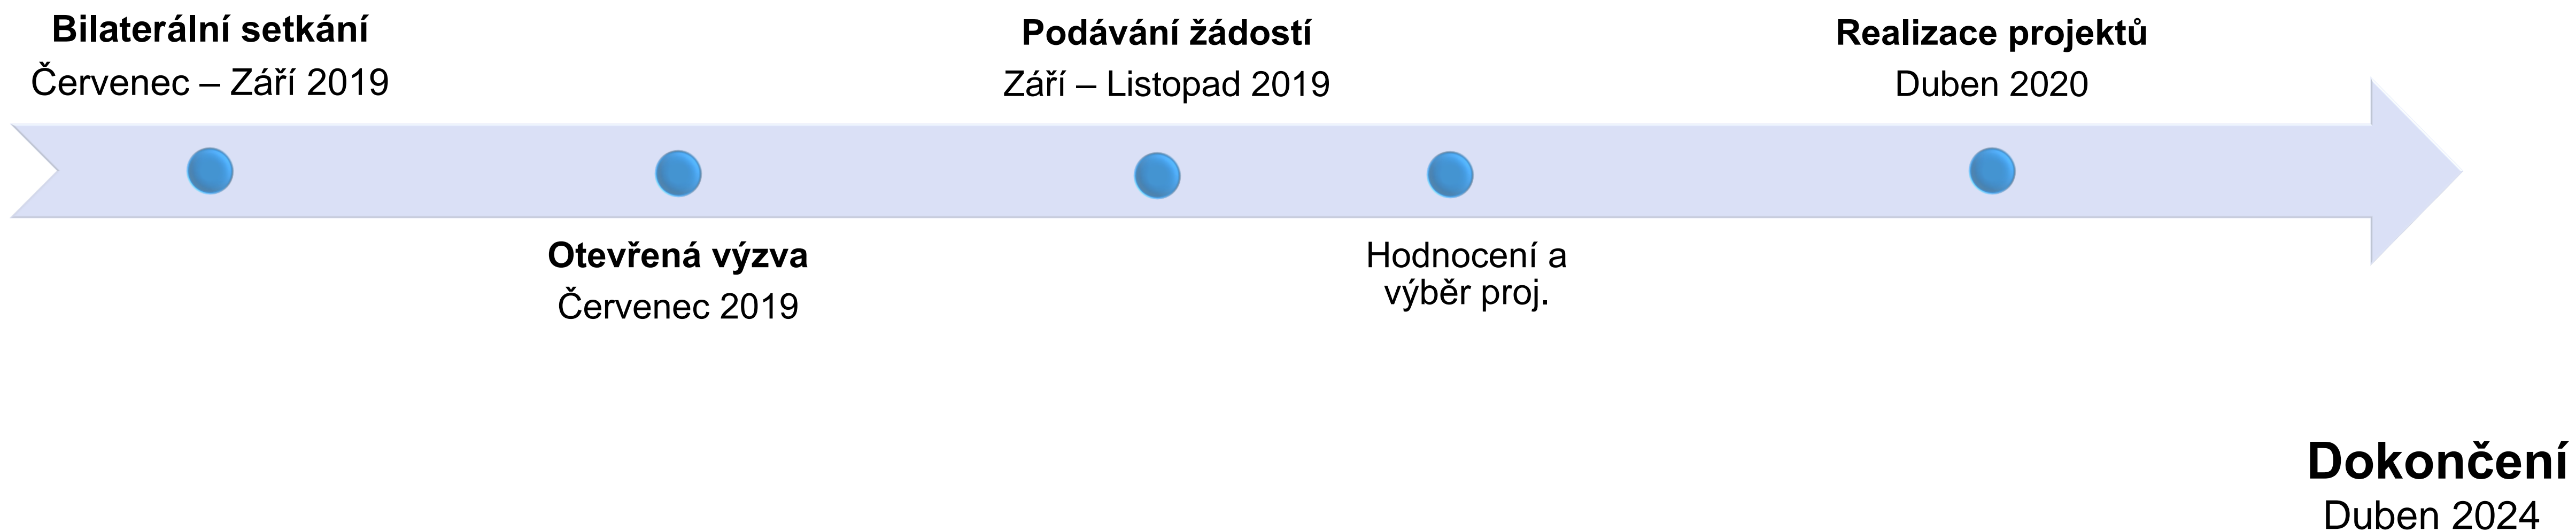 Bilaterální setkání
Červenec – Září 2019
Podávání žádostí
Září – Listopad 2019
Realizace projektů
Duben 2020
Otevřená výzva
Červenec 2019
Hodnocení a
výběr proj.
Dokončení
Duben 2024